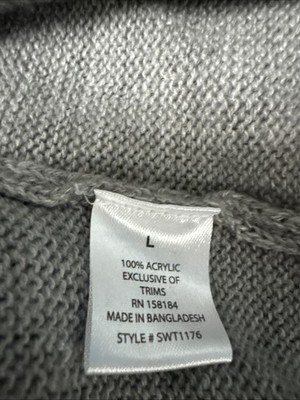 L
100% ACRYLIC
EXCLUSIVE OF
TRIMS
RN 158184
MADE IN BANGLADESH
STYLE # SWT1176